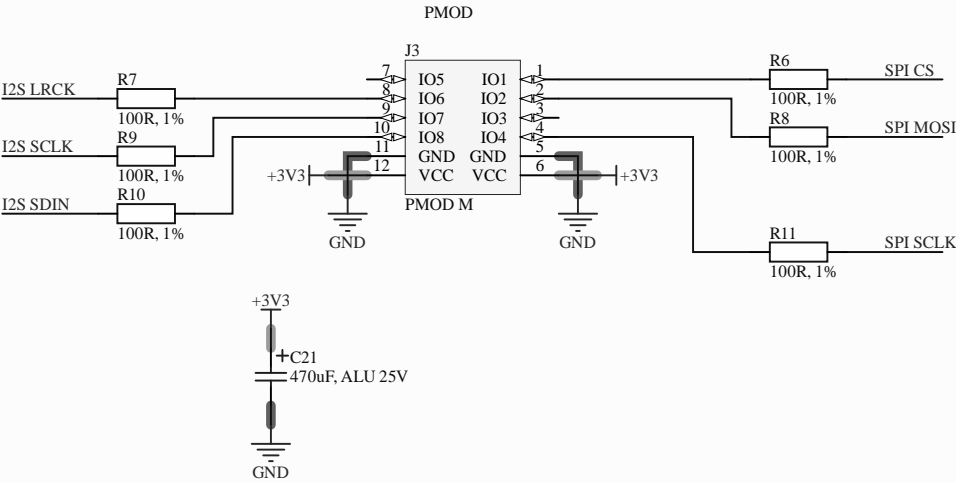 PMOD
J3
I2S LRCK
R7
100R, 1%
I2S SCLK
R9
100R, 1%
I2S SDIN
R10
100R, 1%
7 IO5 IO1 1
8 IO6 IO2 2
9 IO7 IO3 3
10 IO8 IO4 4
11 GND GND 5
12 VCC VCC 6
PMOD M
+3V3
GND
+3V3
GND
R6
100R, 1%
SPI CS
R8
100R, 1%
SPI MOSI
R11
100R, 1%
SPI SCLK
+3V3
+
C21
470uF, ALU 25V
GND